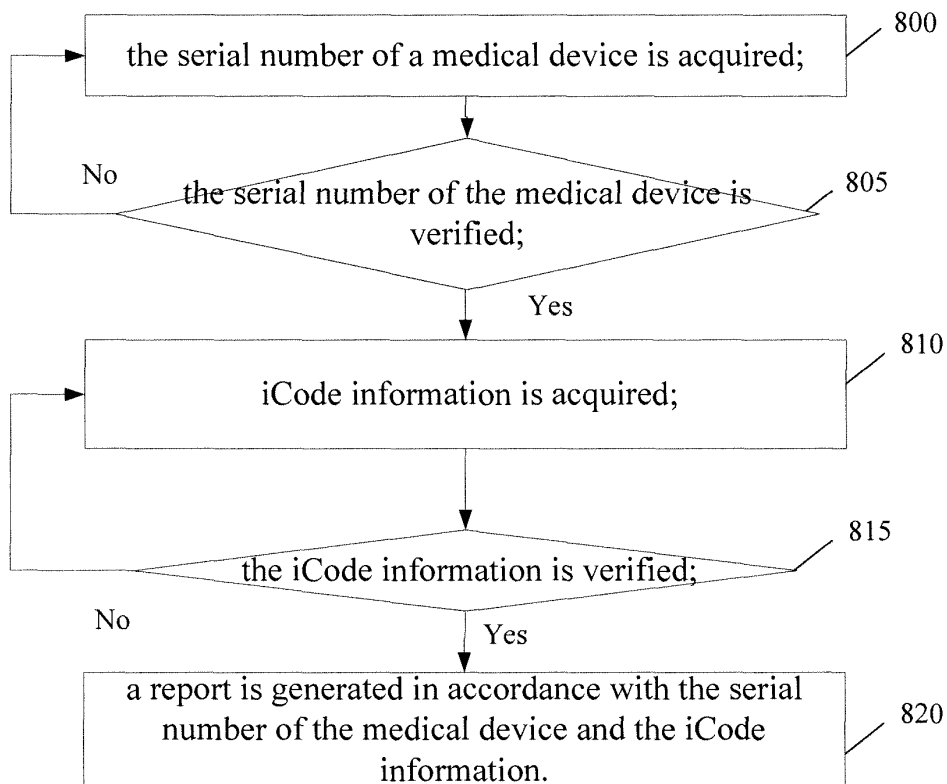 800
the serial number of a medical device is acquired;
No
805
the serial number of the medical device is
verified;
Yes
810
iCode information is acquired;
815
the iCode information is verified;
No
Yes
a report is generated in accordance with the serial
820
number of the medical device and the iCode
information.